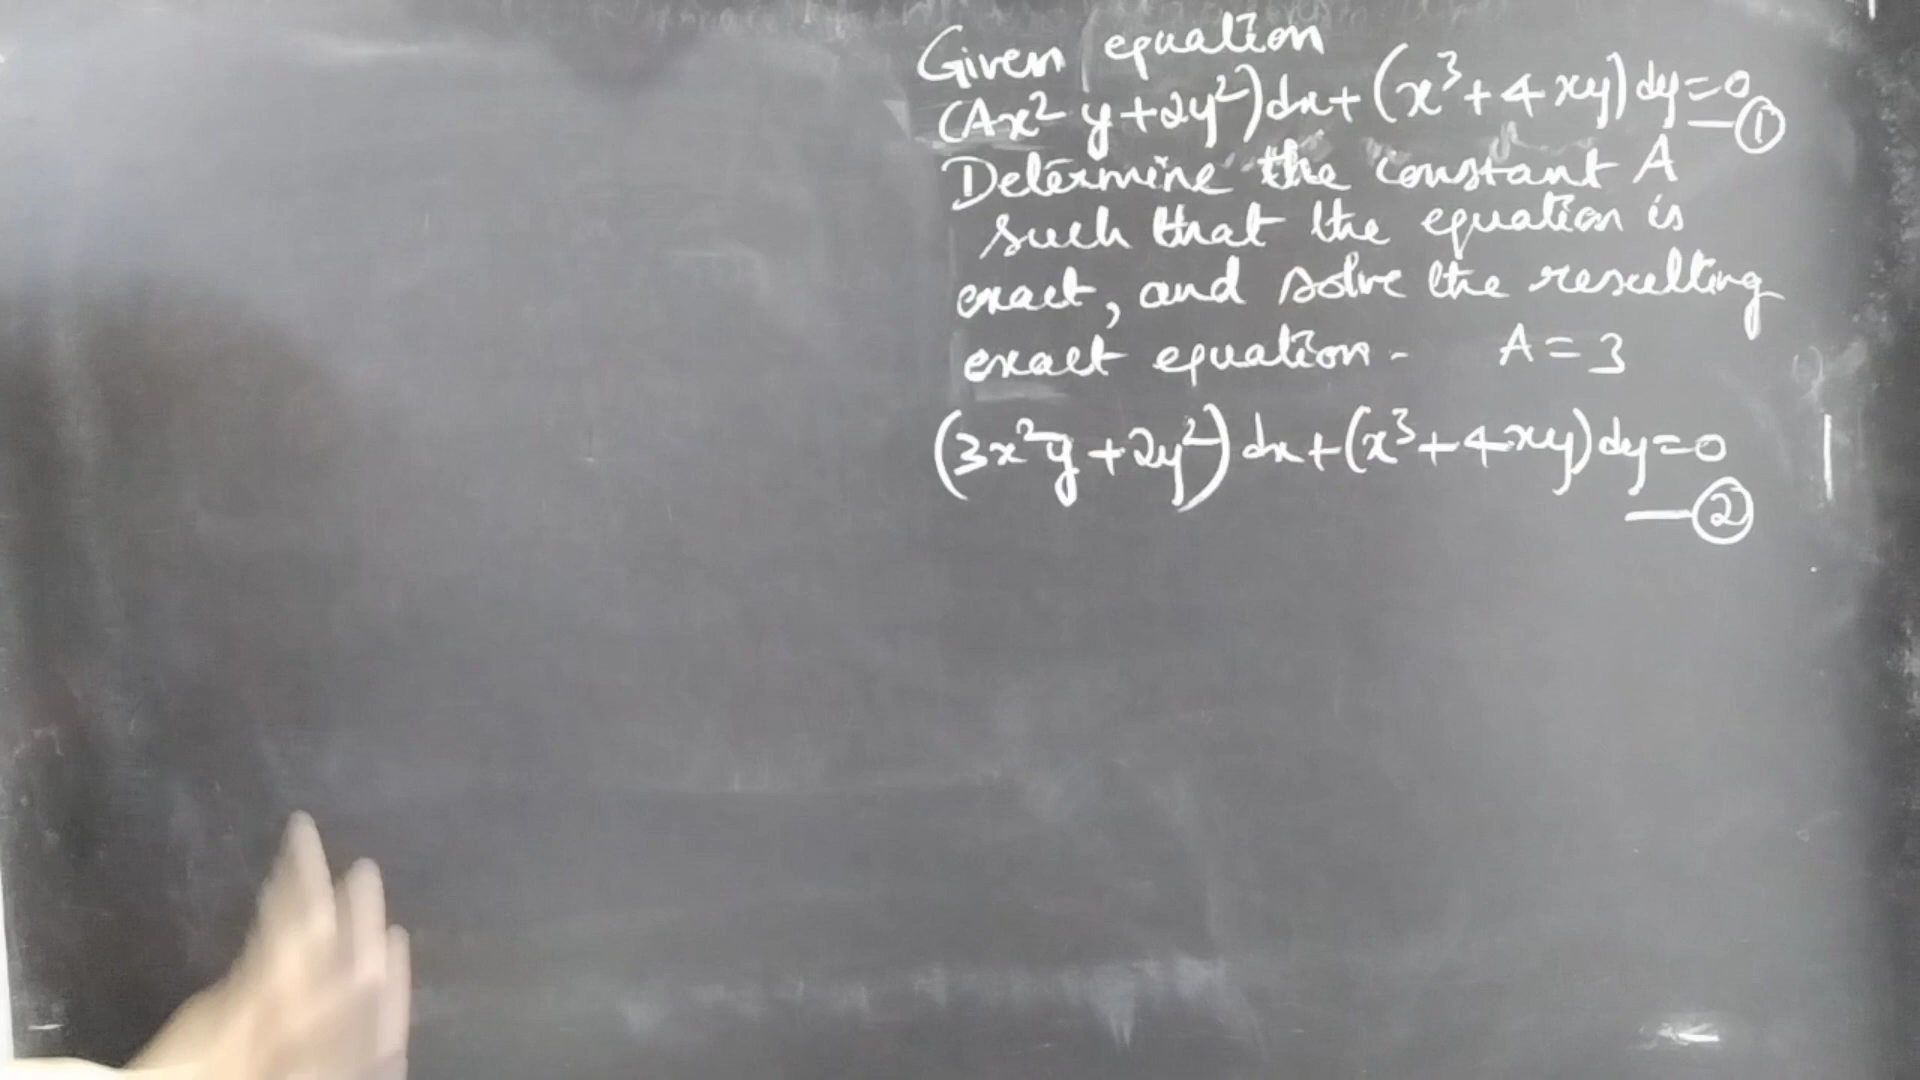 Given equation
(Ax² y + 2y²) dx + (x³ + 4xy) dy = 0 — ①
Determine the constant A
such that the equation is
exact, and solve the resulting
exact equation - A = 3
(3x²y + 2y²) dx + (x³ + 4xy) dy = 0
— ②